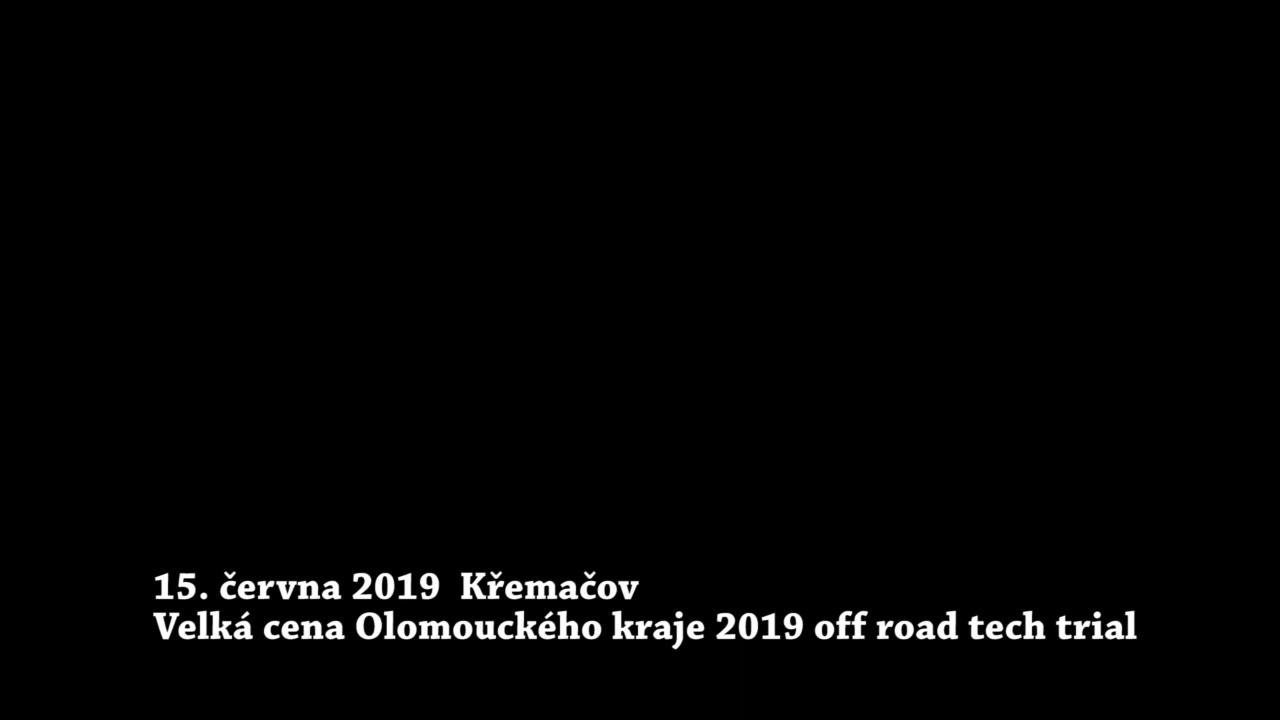 15. června 2019  Křemačov
Velká cena Olomouckého kraje 2019 off road tech trial